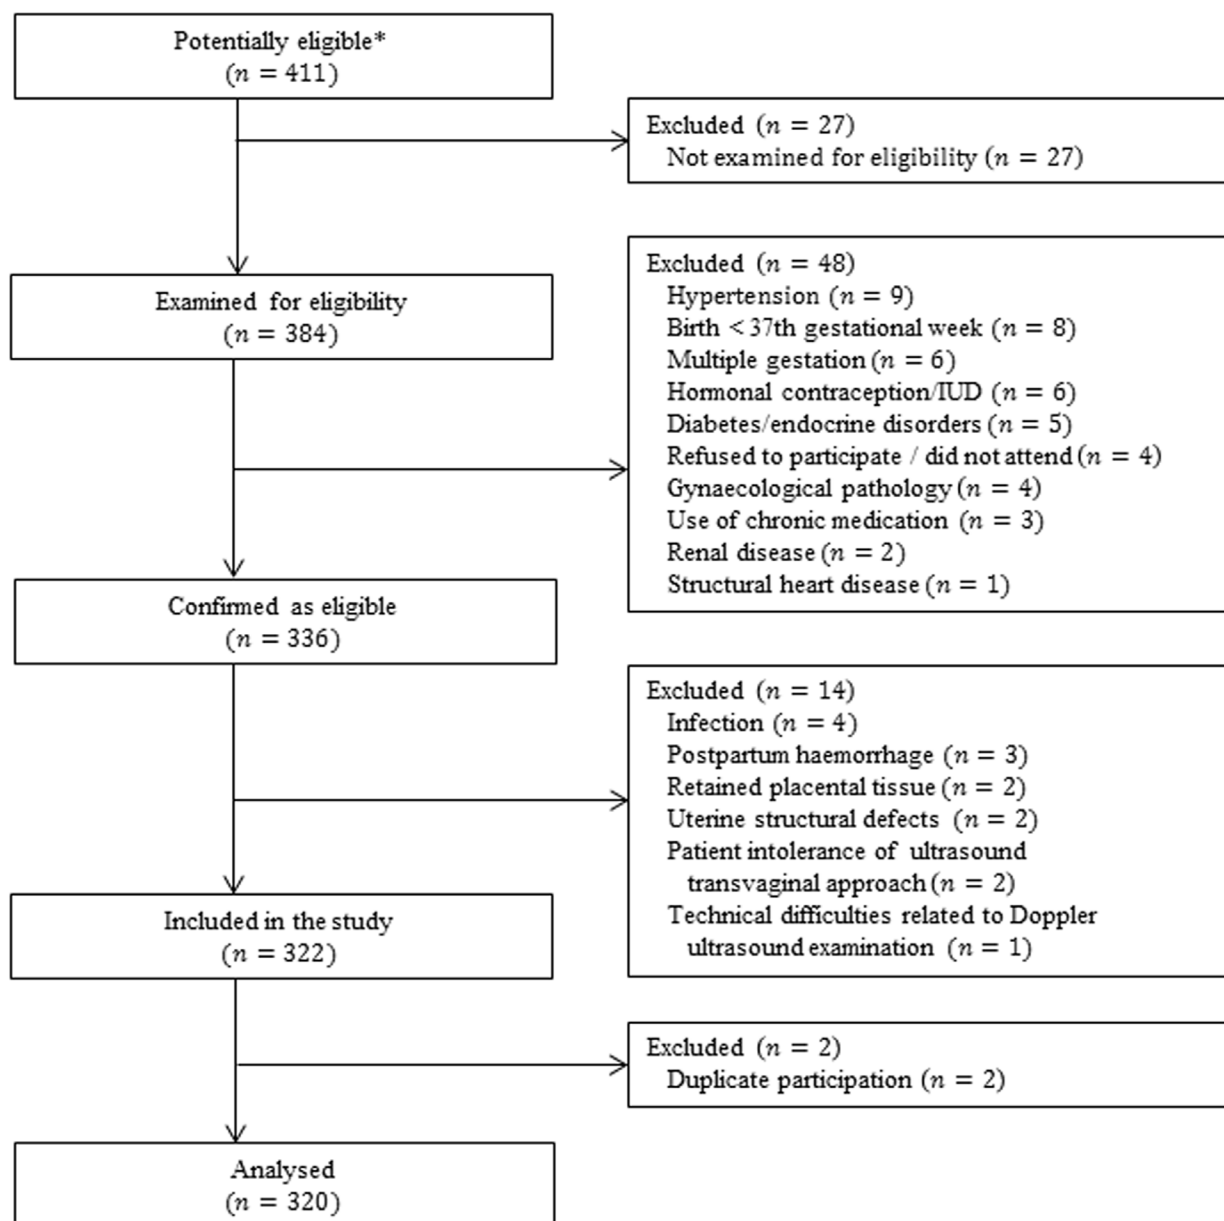 Potentially eligible*
(n = 411)
Excluded (n = 27)
Not examined for eligibility (n = 27)
Examined for eligibility
(n = 384)
Excluded (n = 48)
Hypertension (n = 9)
Birth < 37th gestational week (n = 8)
Multiple gestation (n = 6)
Hormonal contraception/IUD (n = 6)
Diabetes/endocrine disorders (n = 5)
Refused to participate / did not attend (n = 4)
Gynaecological pathology (n = 4)
Use of chronic medication (n = 3)
Renal disease (n = 2)
Structural heart disease (n = 1)
Confirmed as eligible
(n = 336)
Excluded (n = 14)
Infection (n = 4)
Postpartum haemorrhage (n = 3)
Retained placental tissue (n = 2)
Uterine structural defects (n = 2)
Patient intolerance of ultrasound
transvaginal approach (n = 2)
Technical difficulties related to Doppler
ultrasound examination (n = 1)
Included in the study
(n = 322)
Excluded (n = 2)
Duplicate participation (n = 2)
Analysed
(n = 320)